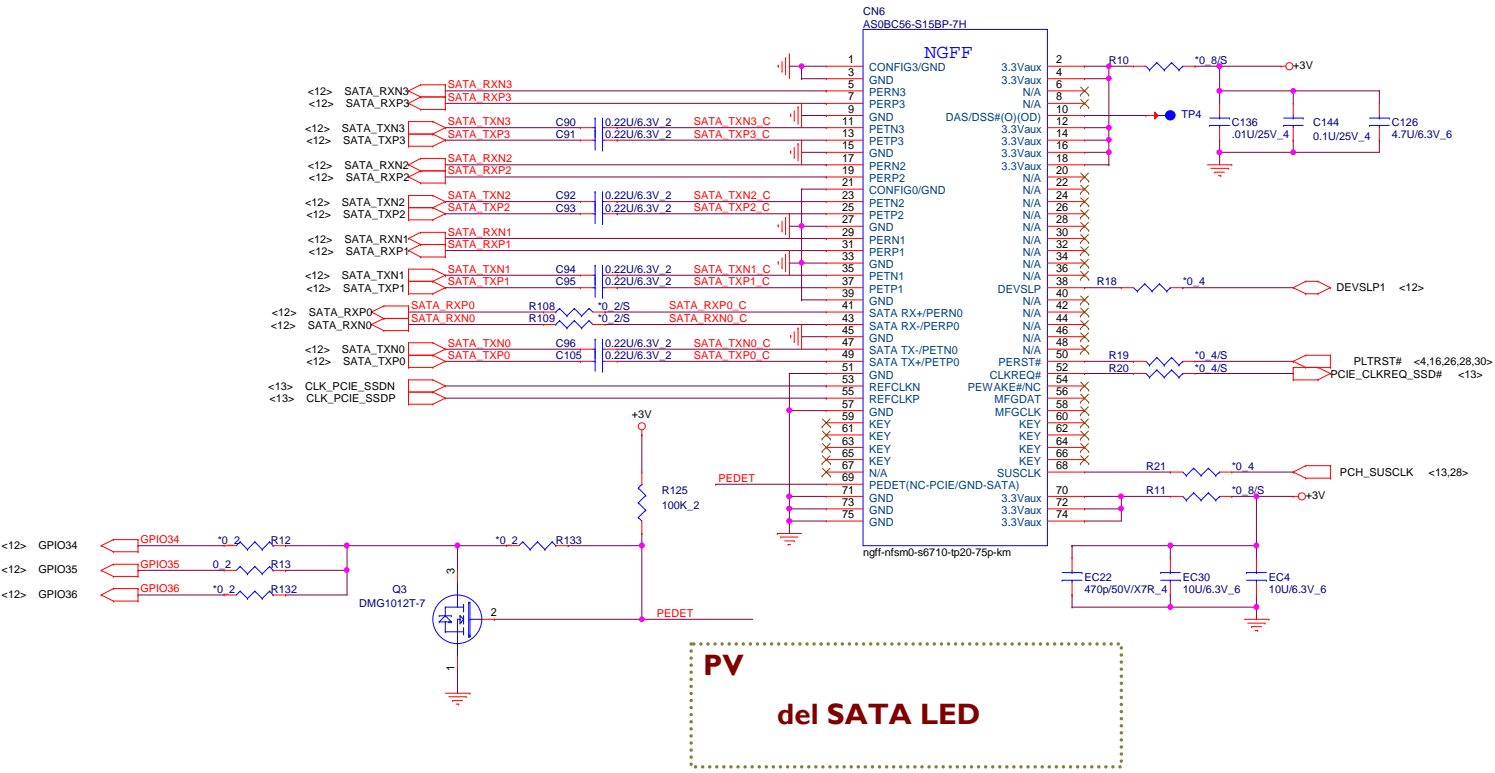 CN6
AS0BC56-S15BP-7H
NGFF
1 CONFIG3/GND
3 GND
<12> SATA_RXN3 SATA_RXN3 5 PERN3
<12> SATA_RXP3 SATA_RXP3 7 PERP3
9 GND
<12> SATA_TXN3 SATA_TXN3 C90 0.22U/6.3V_2 SATA_TXN3_C 11 PETN3
<12> SATA_TXP3 SATA_TXP3 C91 0.22U/6.3V_2 SATA_TXP3_C 13 PETP3
15 GND
<12> SATA_RXN2 SATA_RXN2 17 PERN2
<12> SATA_RXP2 SATA_RXP2 19 PERP2
21 CONFIG0/GND
<12> SATA_TXN2 SATA_TXN2 C92 0.22U/6.3V_2 SATA_TXN2_C 23 PETN2
<12> SATA_TXP2 SATA_TXP2 C93 0.22U/6.3V_2 SATA_TXP2_C 25 PETP2
27 GND
<12> SATA_RXN1 SATA_RXN1 29 PERN1
<12> SATA_RXP1 SATA_RXP1 31 PERP1
33 GND
<12> SATA_TXN1 SATA_TXN1 C94 0.22U/6.3V_2 SATA_TXN1_C 35 PETN1
<12> SATA_TXP1 SATA_TXP1 C95 0.22U/6.3V_2 SATA_TXP1_C 37 PETP1
39 GND
<12> SATA_RXP0 SATA_RXP0 R108 *0_2/S SATA_RXP0_C 41 SATA RX+/PERN0
<12> SATA_RXN0 SATA_RXN0 R109 *0_2/S SATA_RXN0_C 43 SATA RX-/PERP0
45 GND
<12> SATA_TXN0 SATA_TXN0 C96 0.22U/6.3V_2 SATA_TXN0_C 47 SATA TX-/PETN0
<12> SATA_TXP0 SATA_TXP0 C105 0.22U/6.3V_2 SATA_TXP0_C 49 SATA TX+/PETP0
51 GND
<13> CLK_PCIE_SSDN 53 REFCLKN
<13> CLK_PCIE_SSDP 55 REFCLKP
57 GND
59 KEY
61 KEY
63 KEY
65 KEY
67 N/A
PEDET 69 PEDET(NC-PCIE/GND-SATA)
71 GND
73 GND
75 GND
3.3Vaux 2 R10 *0_8/S +3V
3.3Vaux 4
N/A 6
N/A 8
DAS/DSS#(O)(OD) 10 TP4
3.3Vaux 12
3.3Vaux 14
3.3Vaux 16
3.3Vaux 18
N/A 20
N/A 22
N/A 24
N/A 26
N/A 28
N/A 30
N/A 32
N/A 34
N/A 36
DEVSLP 38 R18 *0_4 DEVSLP1 <12>
N/A 40
N/A 42
N/A 44
N/A 46
N/A 48
PERST# 50 R19 *0_4/S PLTRST# <4,16,26,28,30>
CLKREQ# 52 R20 *0_4/S PCIE_CLKREQ_SSD# <13>
PEWAKE#/NC 54
MFGDAT 56
MFGCLK 58
KEY 60
KEY 62
KEY 64
KEY 66
SUSCLK 68 R21 *0_4 PCH_SUSCLK <13,28>
3.3Vaux 70 R11 *0_8/S +3V
3.3Vaux 72
3.3Vaux 74
ngff-nfsm0-s6710-tp20-75p-km
C136 C144 C126
.01U/25V_4 0.1U/25V_4 4.7U/6.3V_6
EC22 EC30 EC4
470p/50V/X7R_4 10U/6.3V_6 10U/6.3V_6
+3V
R125
100K_2
<12> GPIO34 GPIO34 *0_2 R12 *0_2 R133
<12> GPIO35 GPIO35 0_2 R13
<12> GPIO36 GPIO36 *0_2 R132
3
Q3
DMG1012T-7
2 PEDET
1
PV
del SATA LED